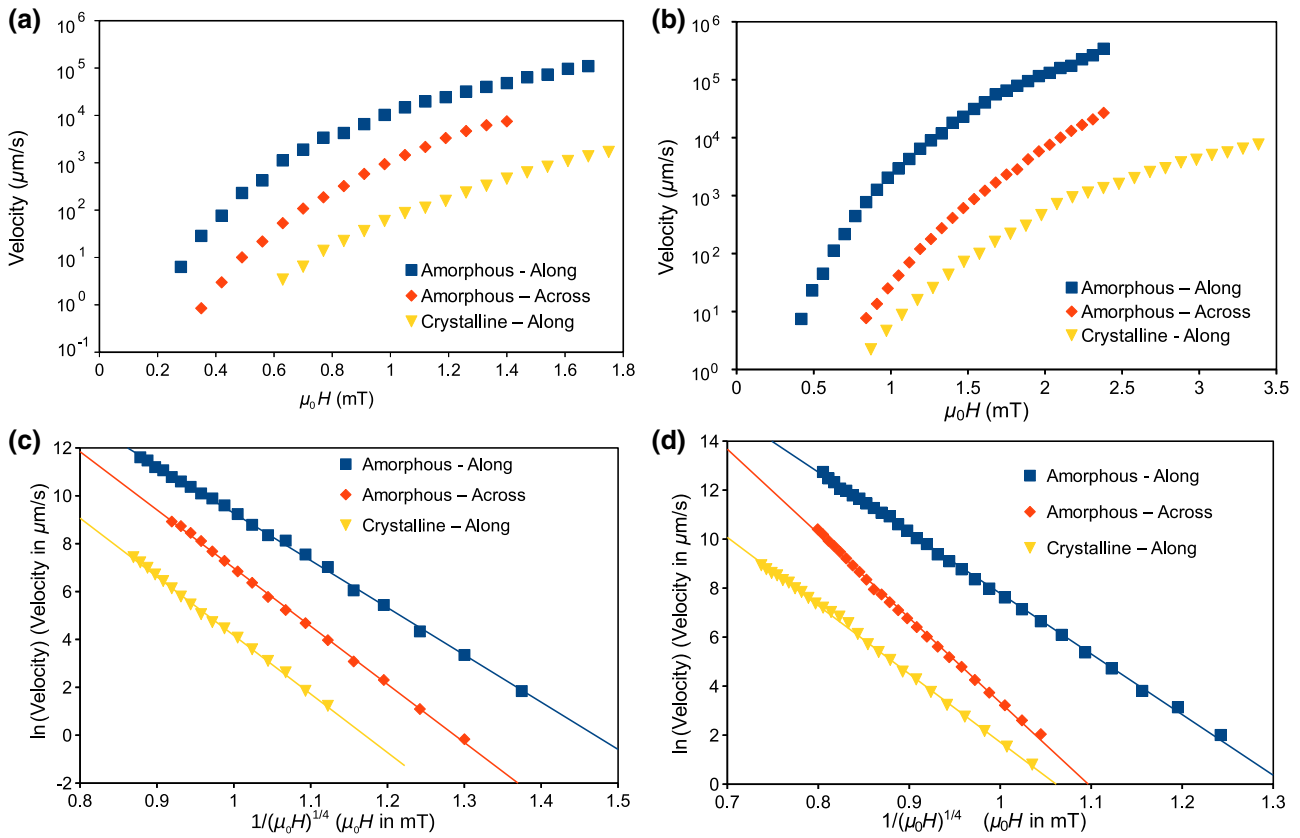 (a)
Velocity (µm/s)
10^6
10^5
10^4
10^3
10^2
10^1
10^0
10^-1
0
0.2
0.4
0.6
0.8
1
1.2
1.4
1.6
1.8
µ₀H (mT)
Amorphous - Along
Amorphous – Across
Crystalline – Along
(b)
Velocity (µm/s)
10^6
10^5
10^4
10^3
10^2
10^1
10^0
0
0.5
1
1.5
2
2.5
3
3.5
µ₀H (mT)
Amorphous – Along
Amorphous – Across
Crystalline - Along
(c)
ln (Velocity) (Velocity in µm/s)
12
10
8
6
4
2
0
-2
0.8
0.9
1
1.1
1.2
1.3
1.4
1.5
1/(µ₀H)^1/4 (µ₀H in mT)
Amorphous - Along
Amorphous – Across
Crystalline – Along
(d)
ln (Velocity) (Velocity in µm/s)
14
12
10
8
6
4
2
0
0.7
0.8
0.9
1
1.1
1.2
1.3
1/(µ₀H)^1/4 (µ₀H in mT)
Amorphous - Along
Amorphous – Across
Crystalline – Along